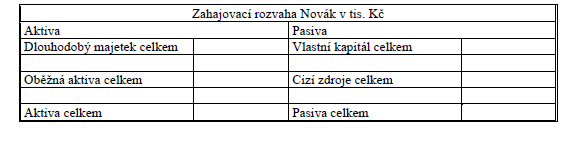 Zahajovací rozvaha Novák v tis. Kč
Aktiva Pasiva
Dlouhodobý majetek celkem Vlastní kapitál celkem
Oběžná aktiva celkem Cizí zdroje celkem
Aktiva celkem Pasiva celkem